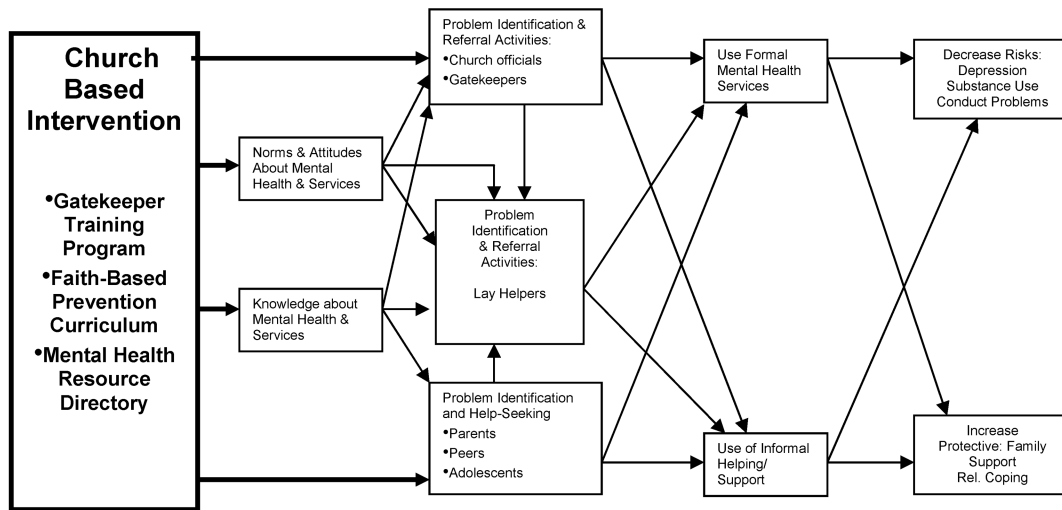 Church
Based
Intervention
•Gatekeeper
Training
Program
•Faith-Based
Prevention
Curriculum
•Mental Health
Resource
Directory
Norms & Attitudes
About Mental
Health & Services
Knowledge about
Mental Health &
Services
Problem Identification &
Referral Activities:
•Church officials
•Gatekeepers
Problem
Identification
& Referral
Activities:
Lay Helpers
Problem Identification
and Help-Seeking
•Parents
•Peers
•Adolescents
Use Formal
Mental Health
Services
Use of Informal
Helping/
Support
Decrease Risks:
Depression
Substance Use
Conduct Problems
Increase
Protective: Family
Support
Rel. Coping